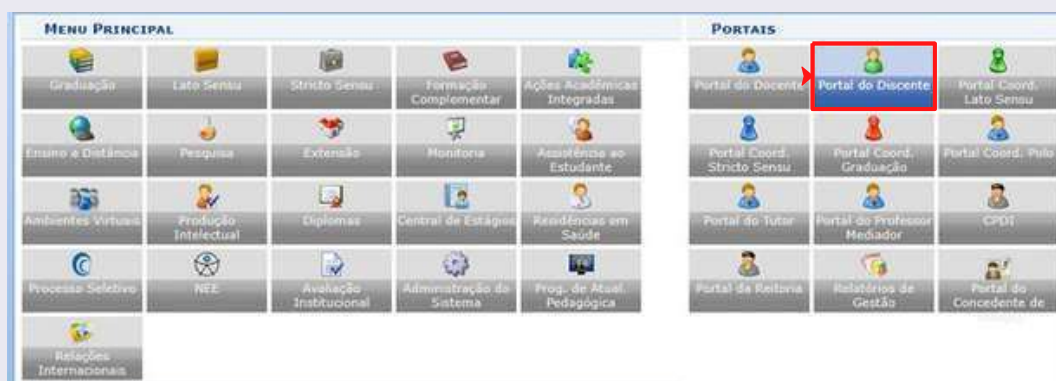 MENU PRINCIPAL
Graduação
Lato Sensu
Stricto Sensu
Formação
Complementar
Ações Acadêmicas
Integradas
Ensino a Distância
Pesquisa
Extensão
Monitoria
Assistência ao
Estudante
Ambientes Virtuais
Produção
Intelectual
Diplomas
Central de Estágios
Residências em
Saúde
Processo Seletivo
NEE
Avaliação
Institucional
Administração do
Sistema
Prog. de Atual.
Pedagógica
Relações
Internacionais
PORTAIS
Portal do Docente
Portal do Discente
Portal Coord.
Lato Sensu
Portal Coord.
Stricto Sensu
Portal Coord.
Graduação
Portal Coord. Polo
Portal do Tutor
Portal do Professor
Mediador
CPDI
Portal da Reitoria
Relatórios de
Gestão
Portal do
Concedente de